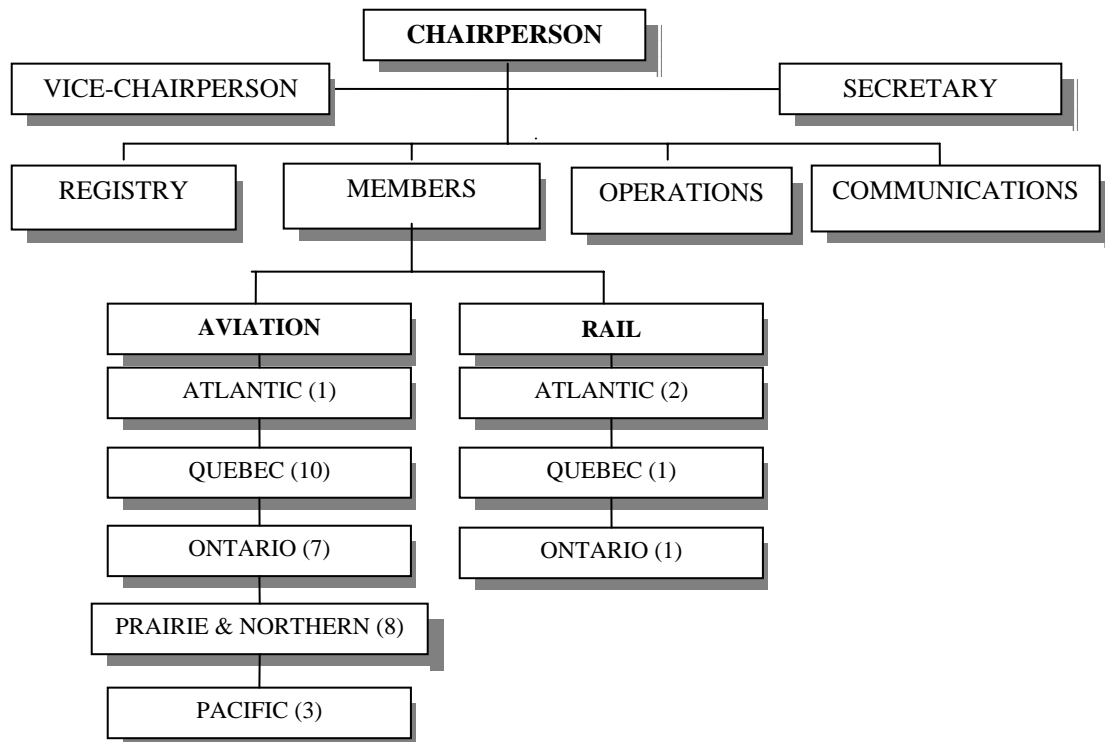 CHAIRPERSON
VICE-CHAIRPERSON
SECRETARY
REGISTRY
MEMBERS
OPERATIONS
COMMUNICATIONS
AVIATION
RAIL
ATLANTIC (1)
ATLANTIC (2)
QUEBEC (10)
QUEBEC (1)
ONTARIO (7)
ONTARIO (1)
PRAIRIE & NORTHERN (8)
PACIFIC (3)